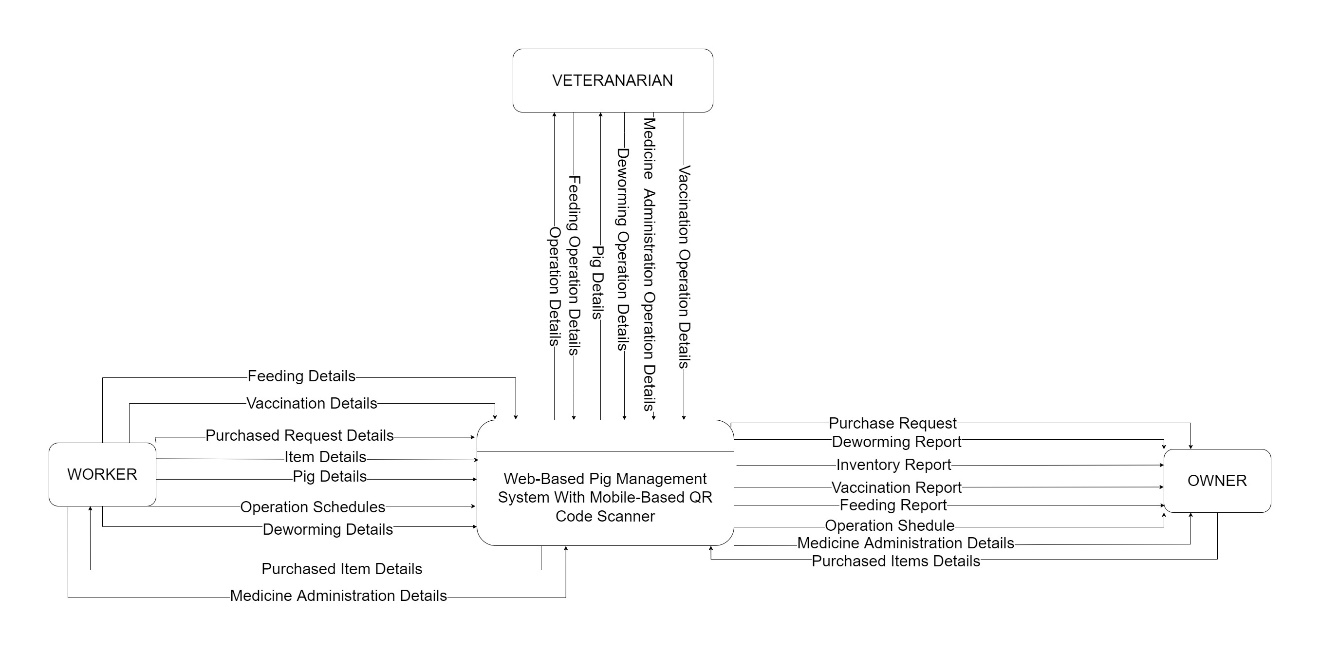 VETERANARIAN
Operation Details
Feeding Operation Details
Pig Details
Deworming Operation Details
Medicine Administration Operation Details
Vaccination Operation Details
Feeding Details
Vaccination Details
Purchased Request Details
Item Details
Pig Details
Operation Schedules
Deworming Details
Purchased Item Details
Medicine Administration Details
WORKER
Web-Based Pig Management
System With Mobile-Based QR
Code Scanner
Purchase Request
Deworming Report
Inventory Report
Vaccination Report
Feeding Report
Operation Shedule
Medicine Administration Details
Purchased Items Details
OWNER